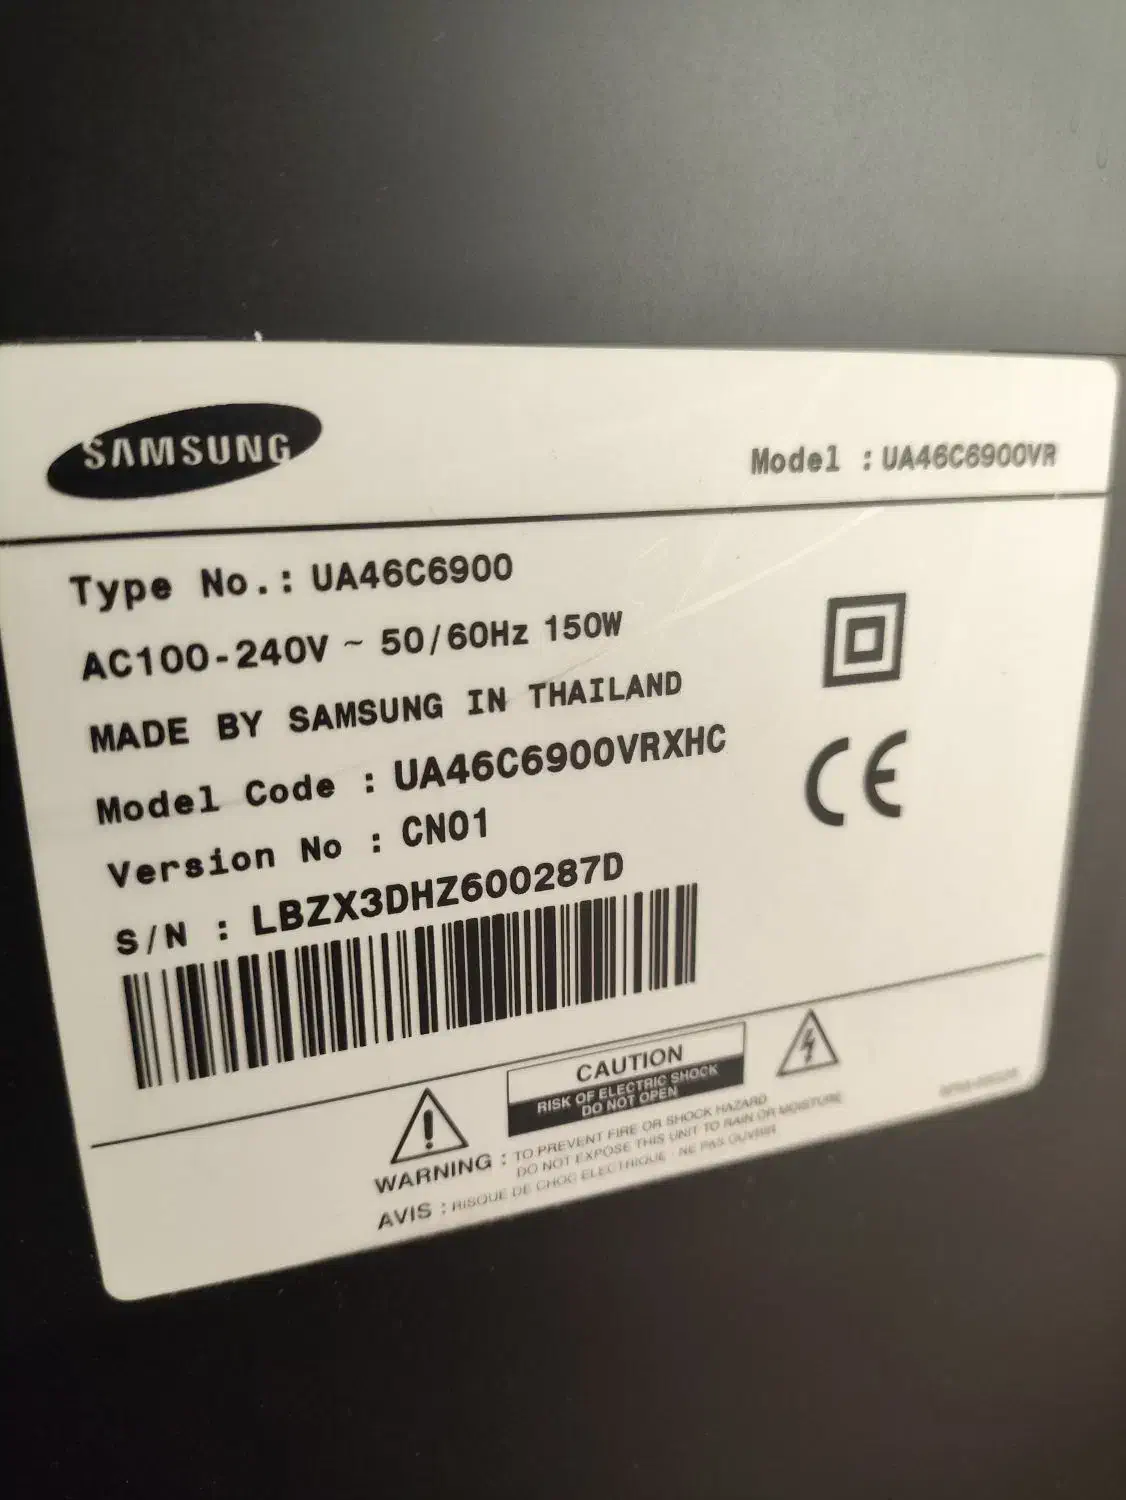 SAMSUNG
Model : UA46C6900VR
Type No.: UA46C6900
AC100-240V ~ 50/60Hz 150W
MADE BY SAMSUNG IN THAILAND
Model Code : UA46C6900VRXHC
Version No : CN01
S/N : LBZX3DHZ600287D
CE
CAUTION
RISK OF ELECTRIC SHOCK
DO NOT OPEN
WARNING : TO PREVENT FIRE OR SHOCK HAZARD
DO NOT EXPOSE THIS UNIT TO RAIN OR MOISTURE
AVIS : RISQUE DE CHOC ELECTRIQUE - NE PAS OUVRIR